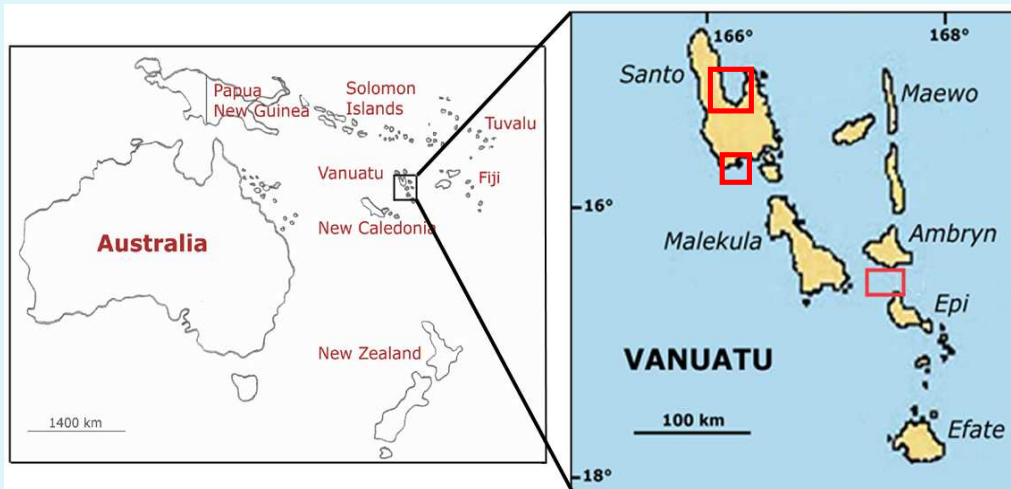 Papua
New Guinea
Solomon
Islands
Tuvalu
Vanuatu
Fiji
New Caledonia
Australia
New Zealand
1400 km
166°
168°
Santo
Maewo
16°
Malekula
Ambryn
Epi
VANUATU
100 km
Efate
18°